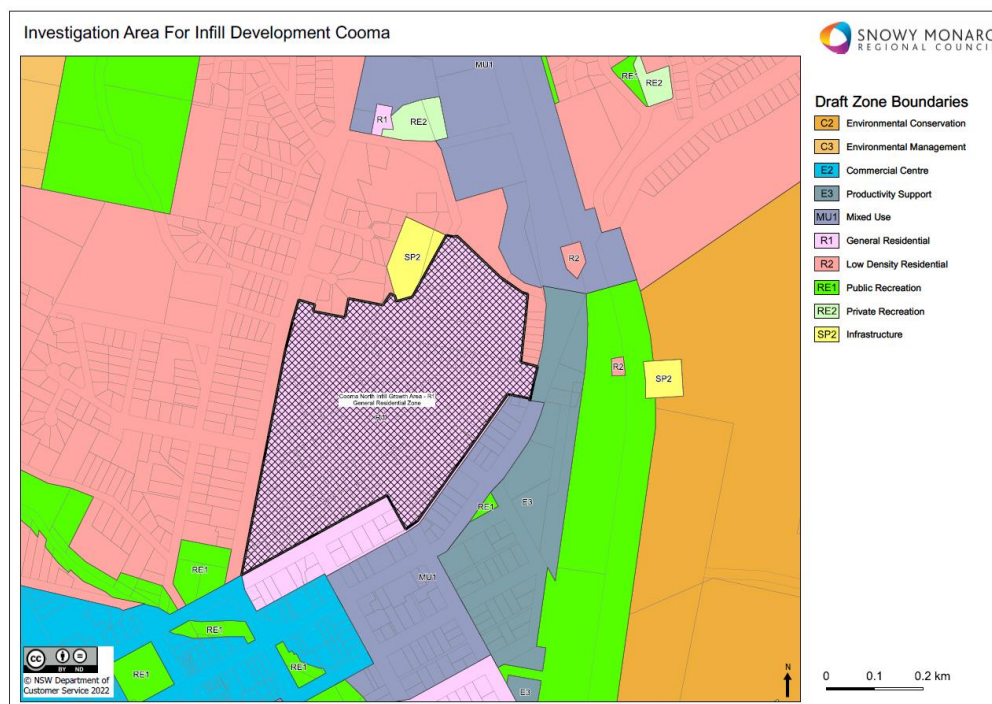 Investigation Area For Infill Development Cooma
SNOWY MONARO
REGIONAL COUNCIL
MU1
RE1
RE2
R1
RE2
SP2
R2
R2
SP2
Cooma North Infill Growth Area - R1
General Residential Zone
R1
RE1
E3
RE1
MU1
RE1
RE1
RE1
E3
Draft Zone Boundaries
C2 Environmental Conservation
C3 Environmental Management
E2 Commercial Centre
E3 Productivity Support
MU1 Mixed Use
R1 General Residential
R2 Low Density Residential
RE1 Public Recreation
RE2 Private Recreation
SP2 Infrastructure
cc
BY ND
© NSW Department of
Customer Service 2022
N
0 0.1 0.2 km